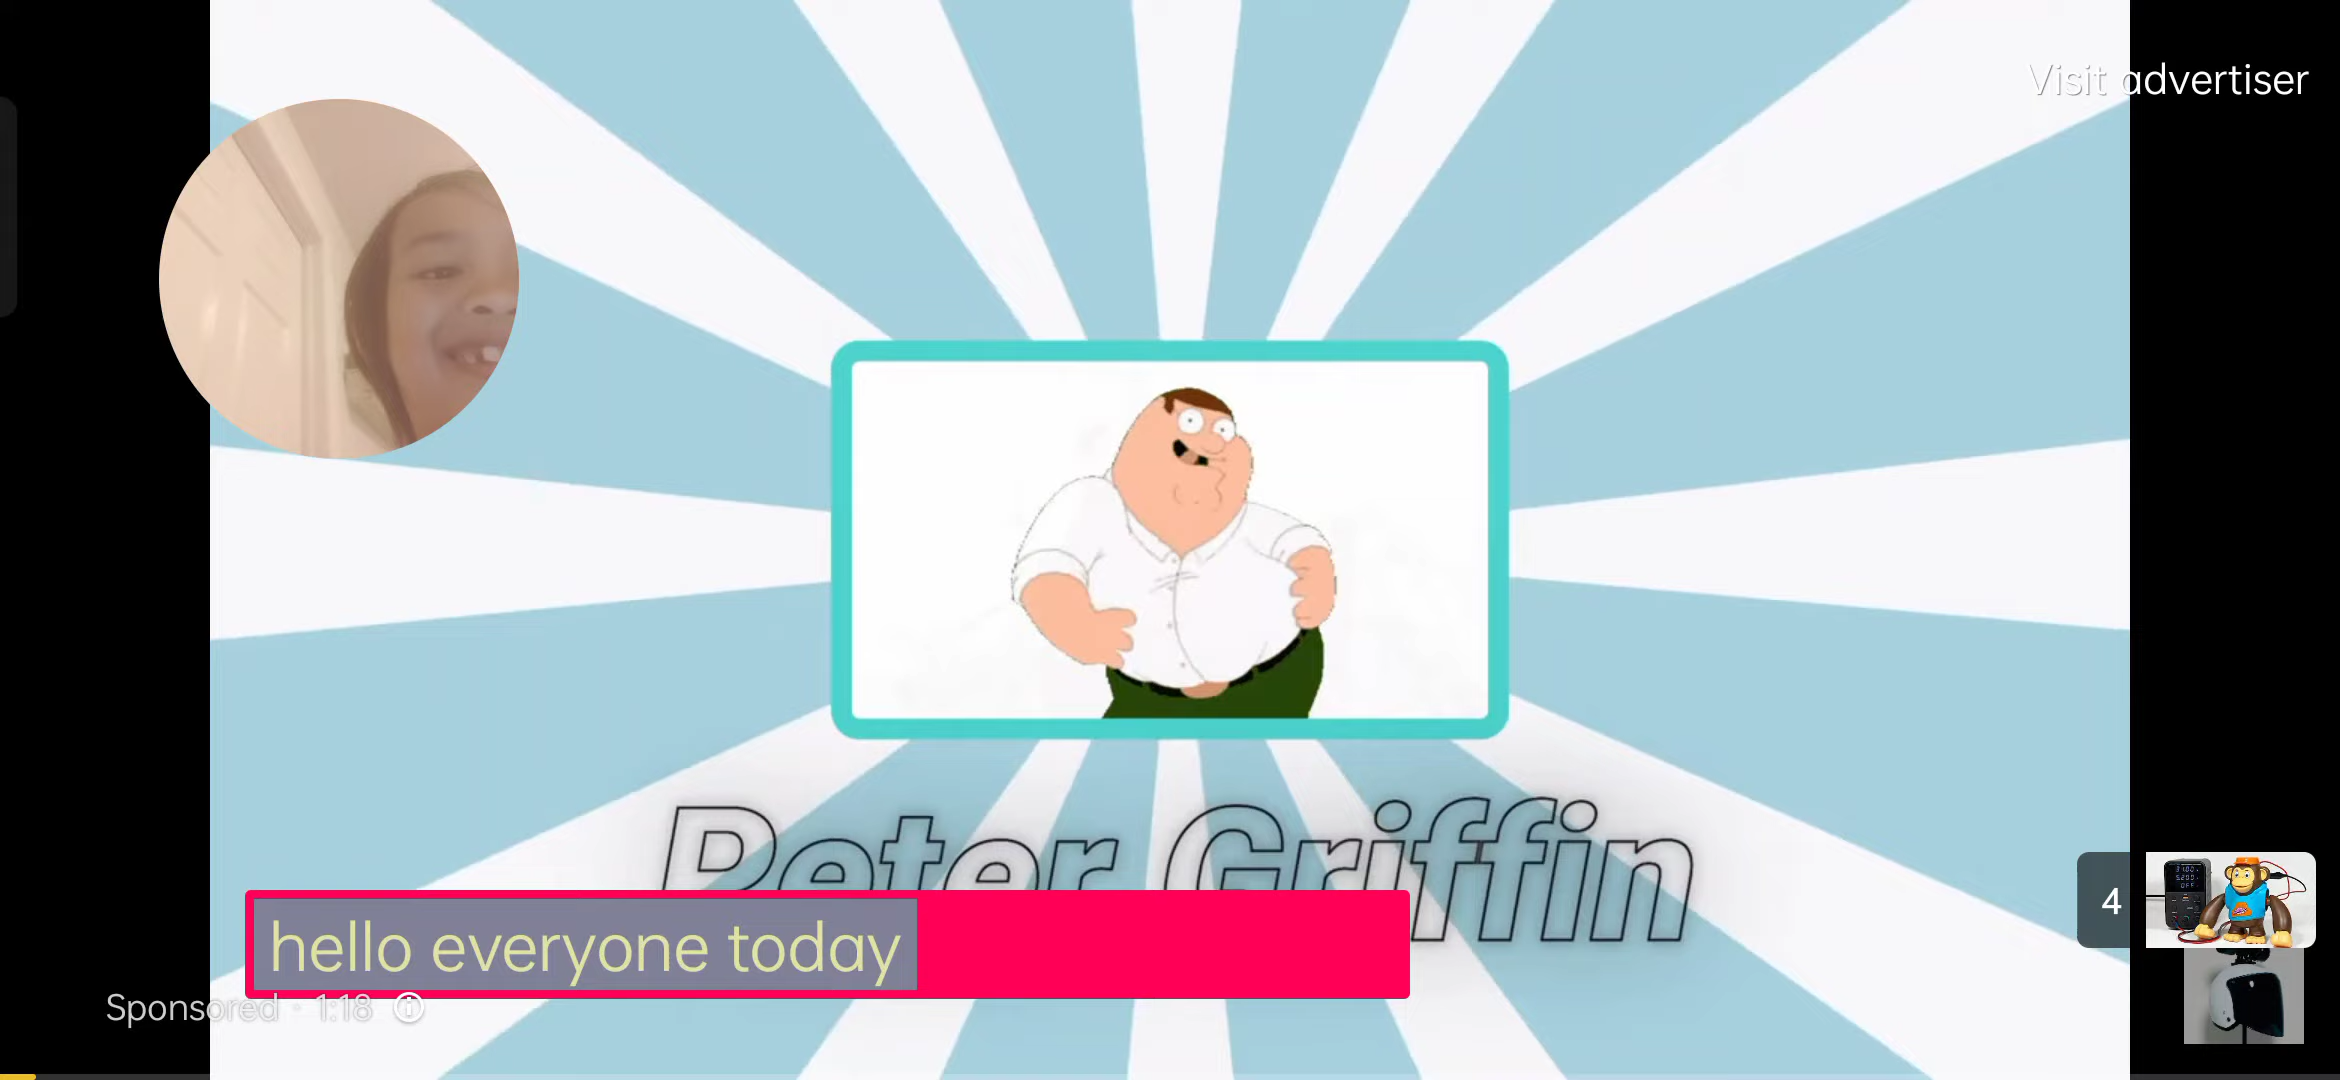 Visit advertiser
Peter Griffin
hello everyone today
4
Sponsored · 1:18